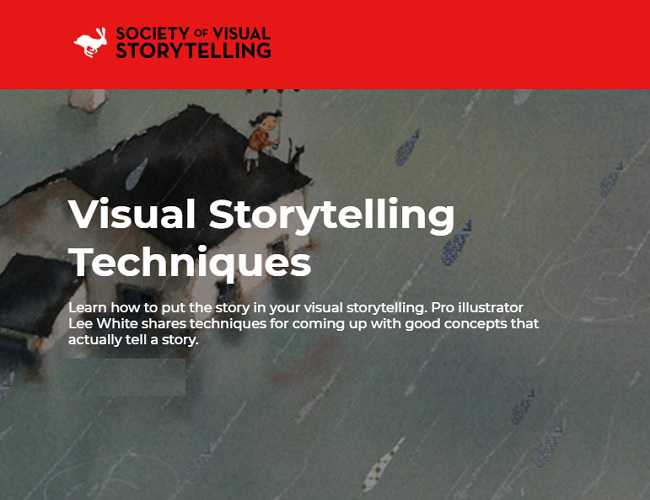 SOCIETY OF VISUAL
STORYTELLING
Visual Storytelling
Techniques
Learn how to put the story in your visual storytelling. Pro illustrator
Lee White shares techniques for coming up with good concepts that
actually tell a story.